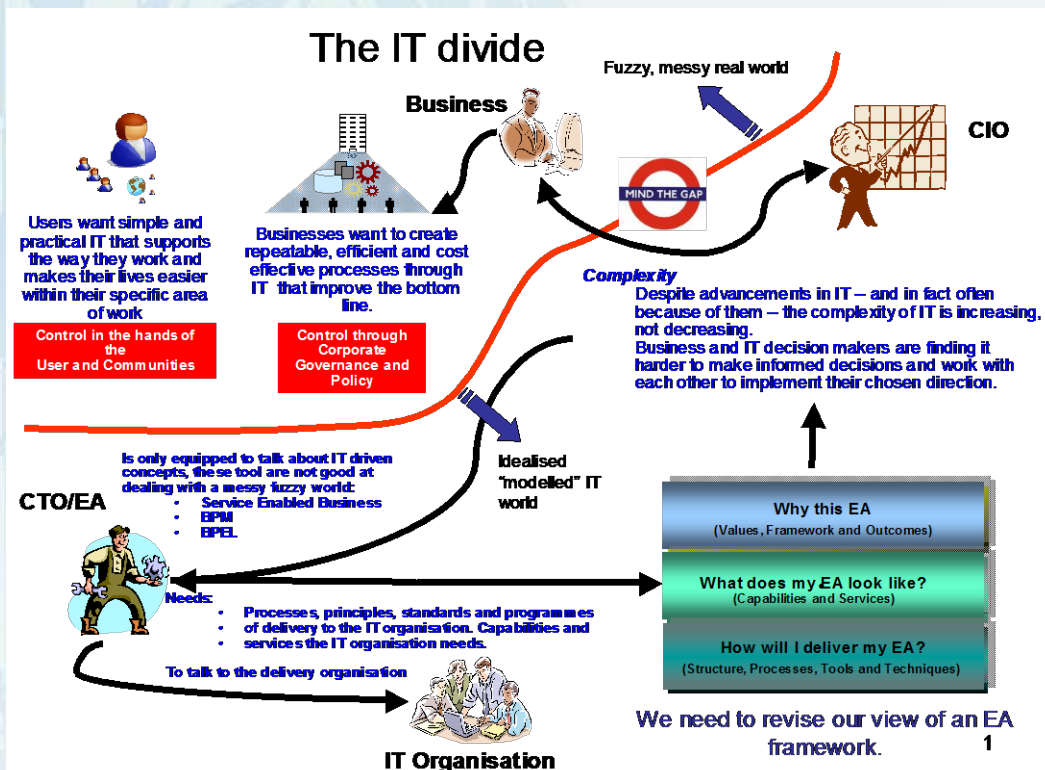 The IT divide
Fuzzy, messy real world
Business
CIO
MIND THE GAP
Users want simple and
practical IT that supports
the way they work and
makes their lives easier
within their specific area
of work
Businesses want to create
repeatable, efficient and cost
effective processes through
IT that improve the bottom
line.
Control in the hands of
the
User and Communities
Control through
Corporate
Governance and
Policy
Complexity
Despite advancements in IT – and in fact often
because of them – the complexity of IT is increasing,
not decreasing.
Business and IT decision makers are finding it
harder to make informed decisions and work with
each other to implement their chosen direction.
Is only equipped to talk about IT driven
concepts, these tool are not good at
dealing with a messy fuzzy world:
• Service Enabled Business
• BPM
• BPEL
Idealised
"modelled" IT
world
CTO/EA
Why this EA
(Values, Framework and Outcomes)
What does my EA look like?
(Capabilities and Services)
How will I deliver my EA?
(Structure, Processes, Tools and Techniques)
Needs:
• Processes, principles, standards and programmes
• of delivery to the IT organisation. Capabilities and
• services the IT organisation needs.
To talk to the delivery organisation
IT Organisation
We need to revise our view of an EA
framework.
1